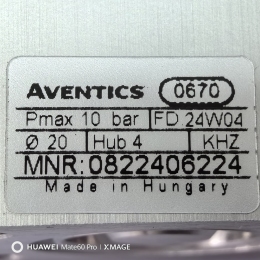 AVENTICS 0670
Pmax 10 bar FD 24W04
Ø 20 Hub 4 KHZ
MNR: 0822406224
Made in Hungary
HUAWEI Mate60 Pro | XMAGE